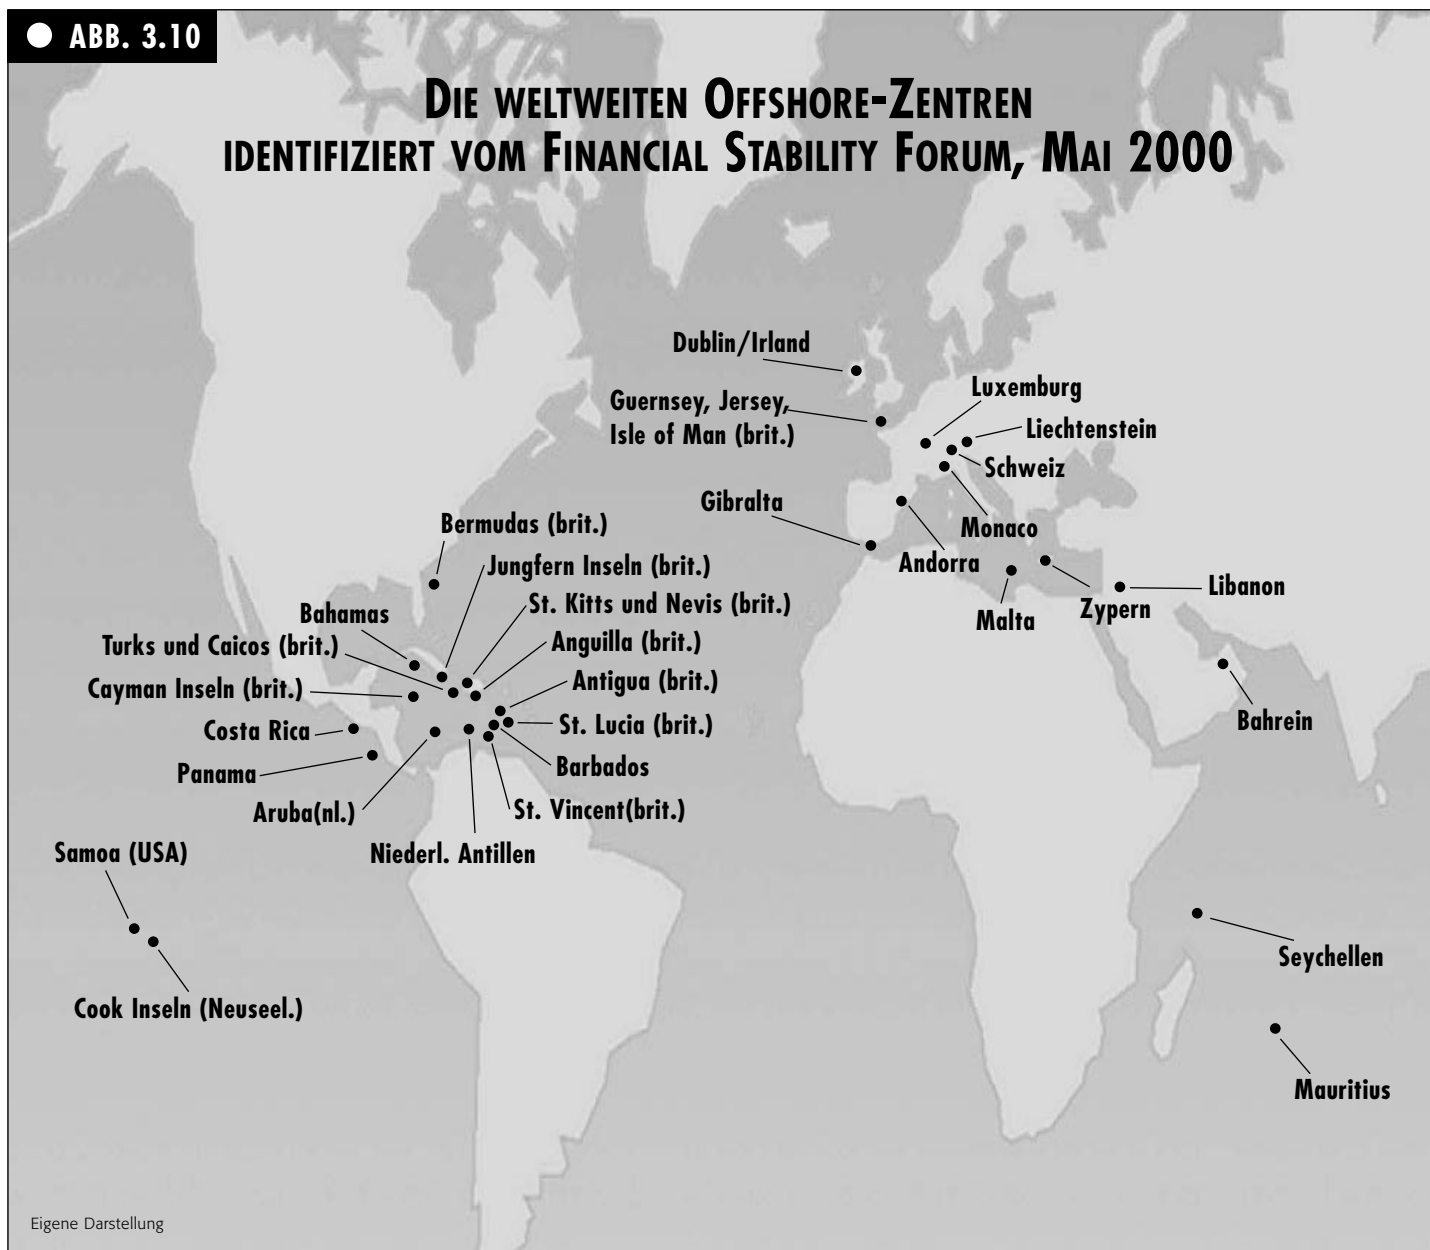 ABB. 3.10
DIE WELTWEITEN OFFSHORE-ZENTREN
IDENTIFIZIERT VOM FINANCIAL STABILITY FORUM, MAI 2000
Dublin/Irland
Guernsey, Jersey,
Isle of Man (brit.)
Luxemburg
Liechtenstein
Schweiz
Gibralta
Monaco
Andorra
Malta
Zypern
Libanon
Bahrein
Bermudas (brit.)
Jungfern Inseln (brit.)
St. Kitts und Nevis (brit.)
Bahamas
Turks und Caicos (brit.)
Anguilla (brit.)
Cayman Inseln (brit.)
Antigua (brit.)
Costa Rica
St. Lucia (brit.)
Panama
Barbados
Aruba(nl.)
St. Vincent(brit.)
Niederl. Antillen
Samoa (USA)
Cook Inseln (Neuseel.)
Seychellen
Mauritius
Eigene Darstellung